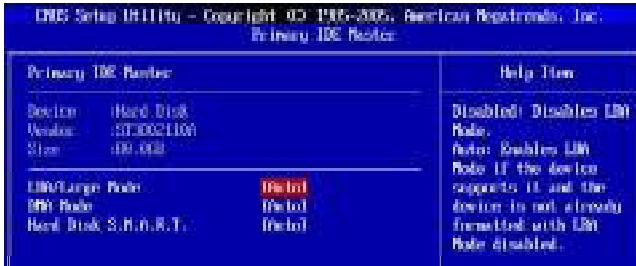 CMOS Setup Utility - Copyright (C) 1985-2005, American Megatrends, Inc.
Primary IDE Master
Primary IDE Master
Help Item
Device :Hard Disk
Vendor
Size :80.0GB
LBA/Large Mode [Auto]
DMA Mode [Auto]
Hard Disk S.M.A.R.T. [Auto]
Disabled: Disables LBA
Mode.
Auto: Enables LBA
Mode if the device
supports it and the
device is not already
formatted with LBA
Mode disabled.